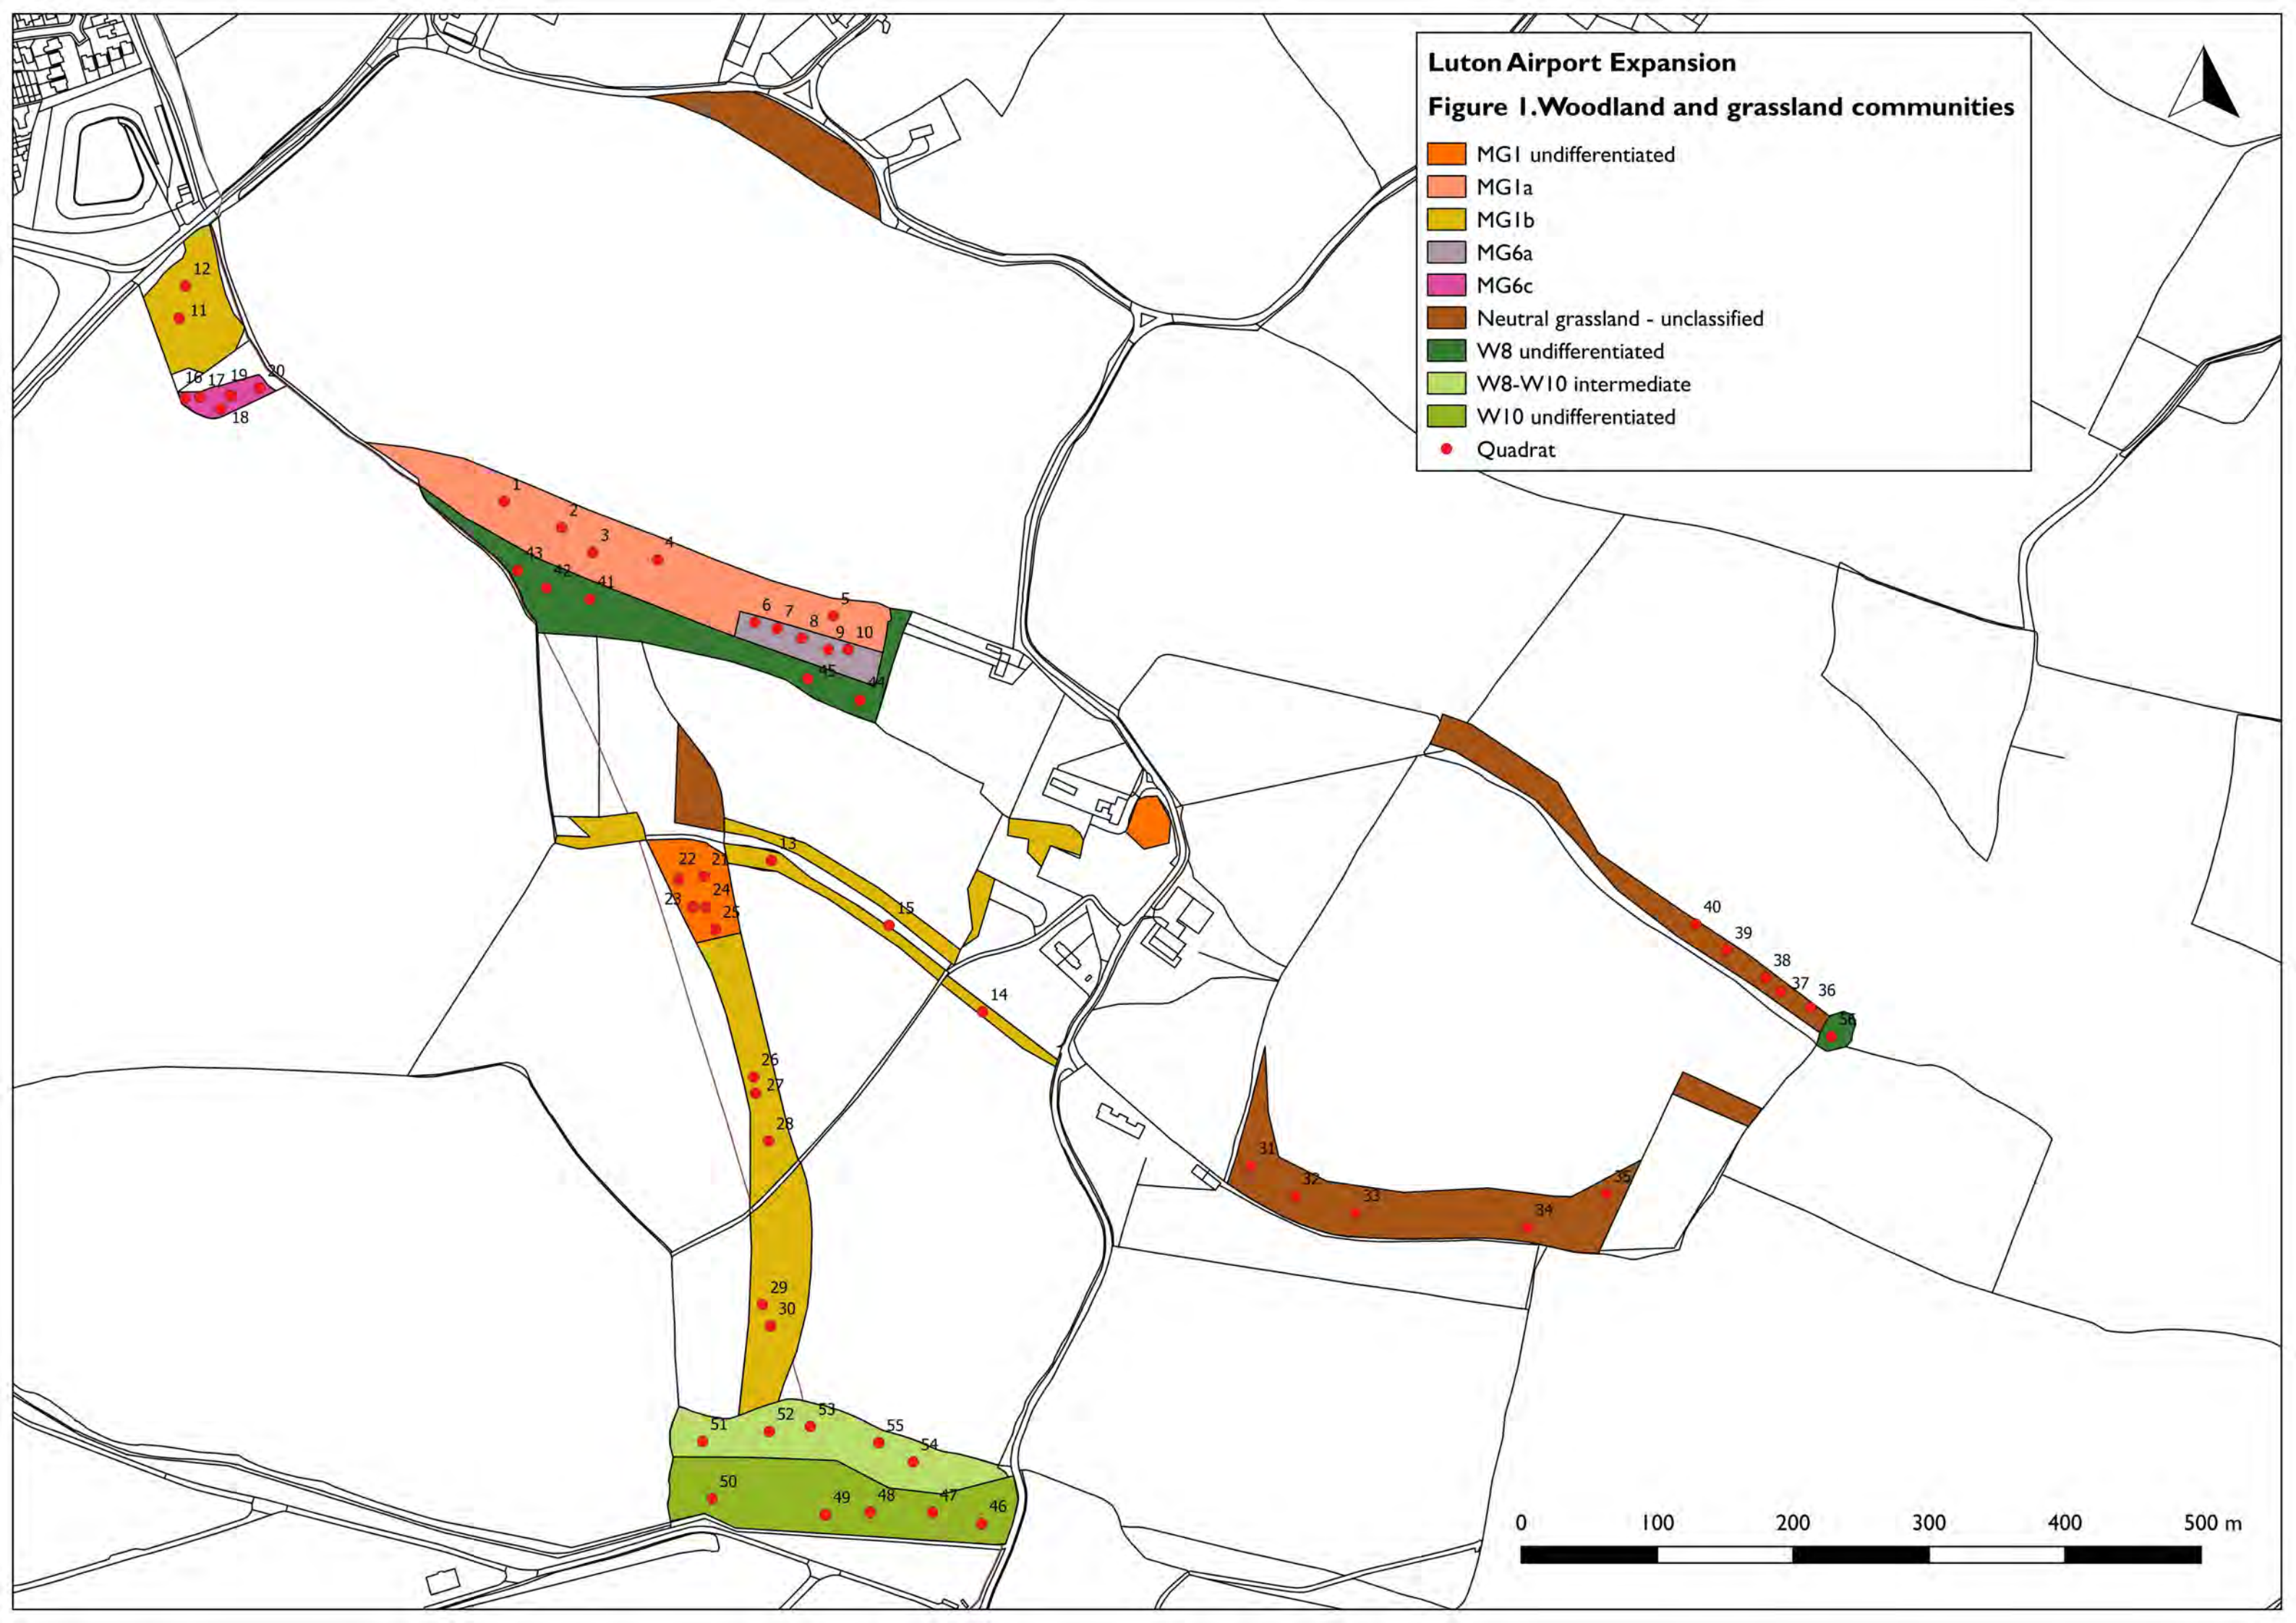 Luton Airport Expansion
Figure 1. Woodland and grassland communities
MG1 undifferentiated
MG1a
MG1b
MG6a
MG6c
Neutral grassland - unclassified
W8 undifferentiated
W8-W10 intermediate
W10 undifferentiated
Quadrat
12
11
16 17 19 20
18
1
2
3
4
43
42
41
5
6 7 8 9 10
45
44
13
22 21
24
23
25
15
14
40
39
38
37 36
56
26
27
28
31
32
33
34
35
29
30
51 52 53 55
54
50
49 48 47 46
0 100 200 300 400 500 m